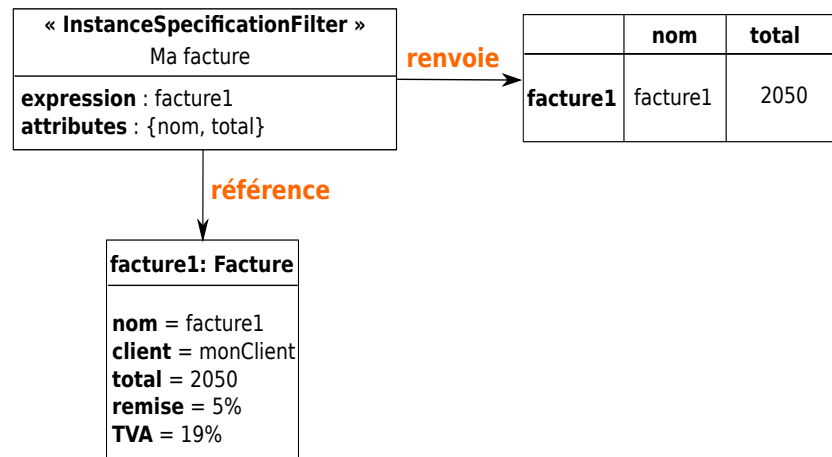 « InstanceSpecificationFilter »
Ma facture
expression : facture1
attributes : {nom, total}
renvoie
nom total
facture1 facture1 2050
référence
facture1: Facture
nom = facture1
client = monClient
total = 2050
remise = 5%
TVA = 19%